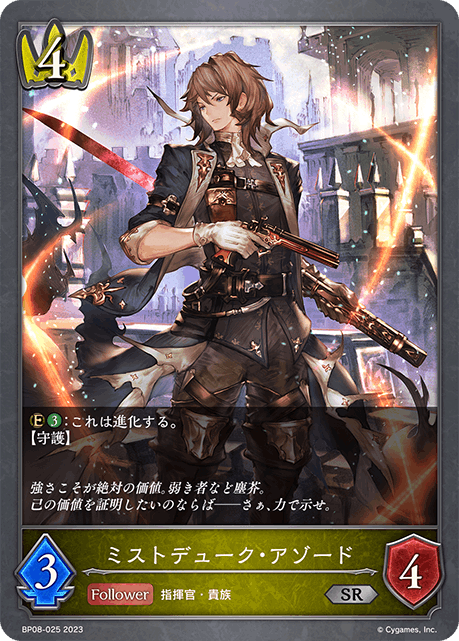 4
E 3:これは進化する。
【守護】
強さこそが絶対の価値。弱き者など塵芥。
己の価値を証明したいのならば──さぁ、力で示せ。
ミストデューク・アゾード
3
Follower 指揮官・貴族
SR
4
BP08-025 2023
© Cygames, Inc.